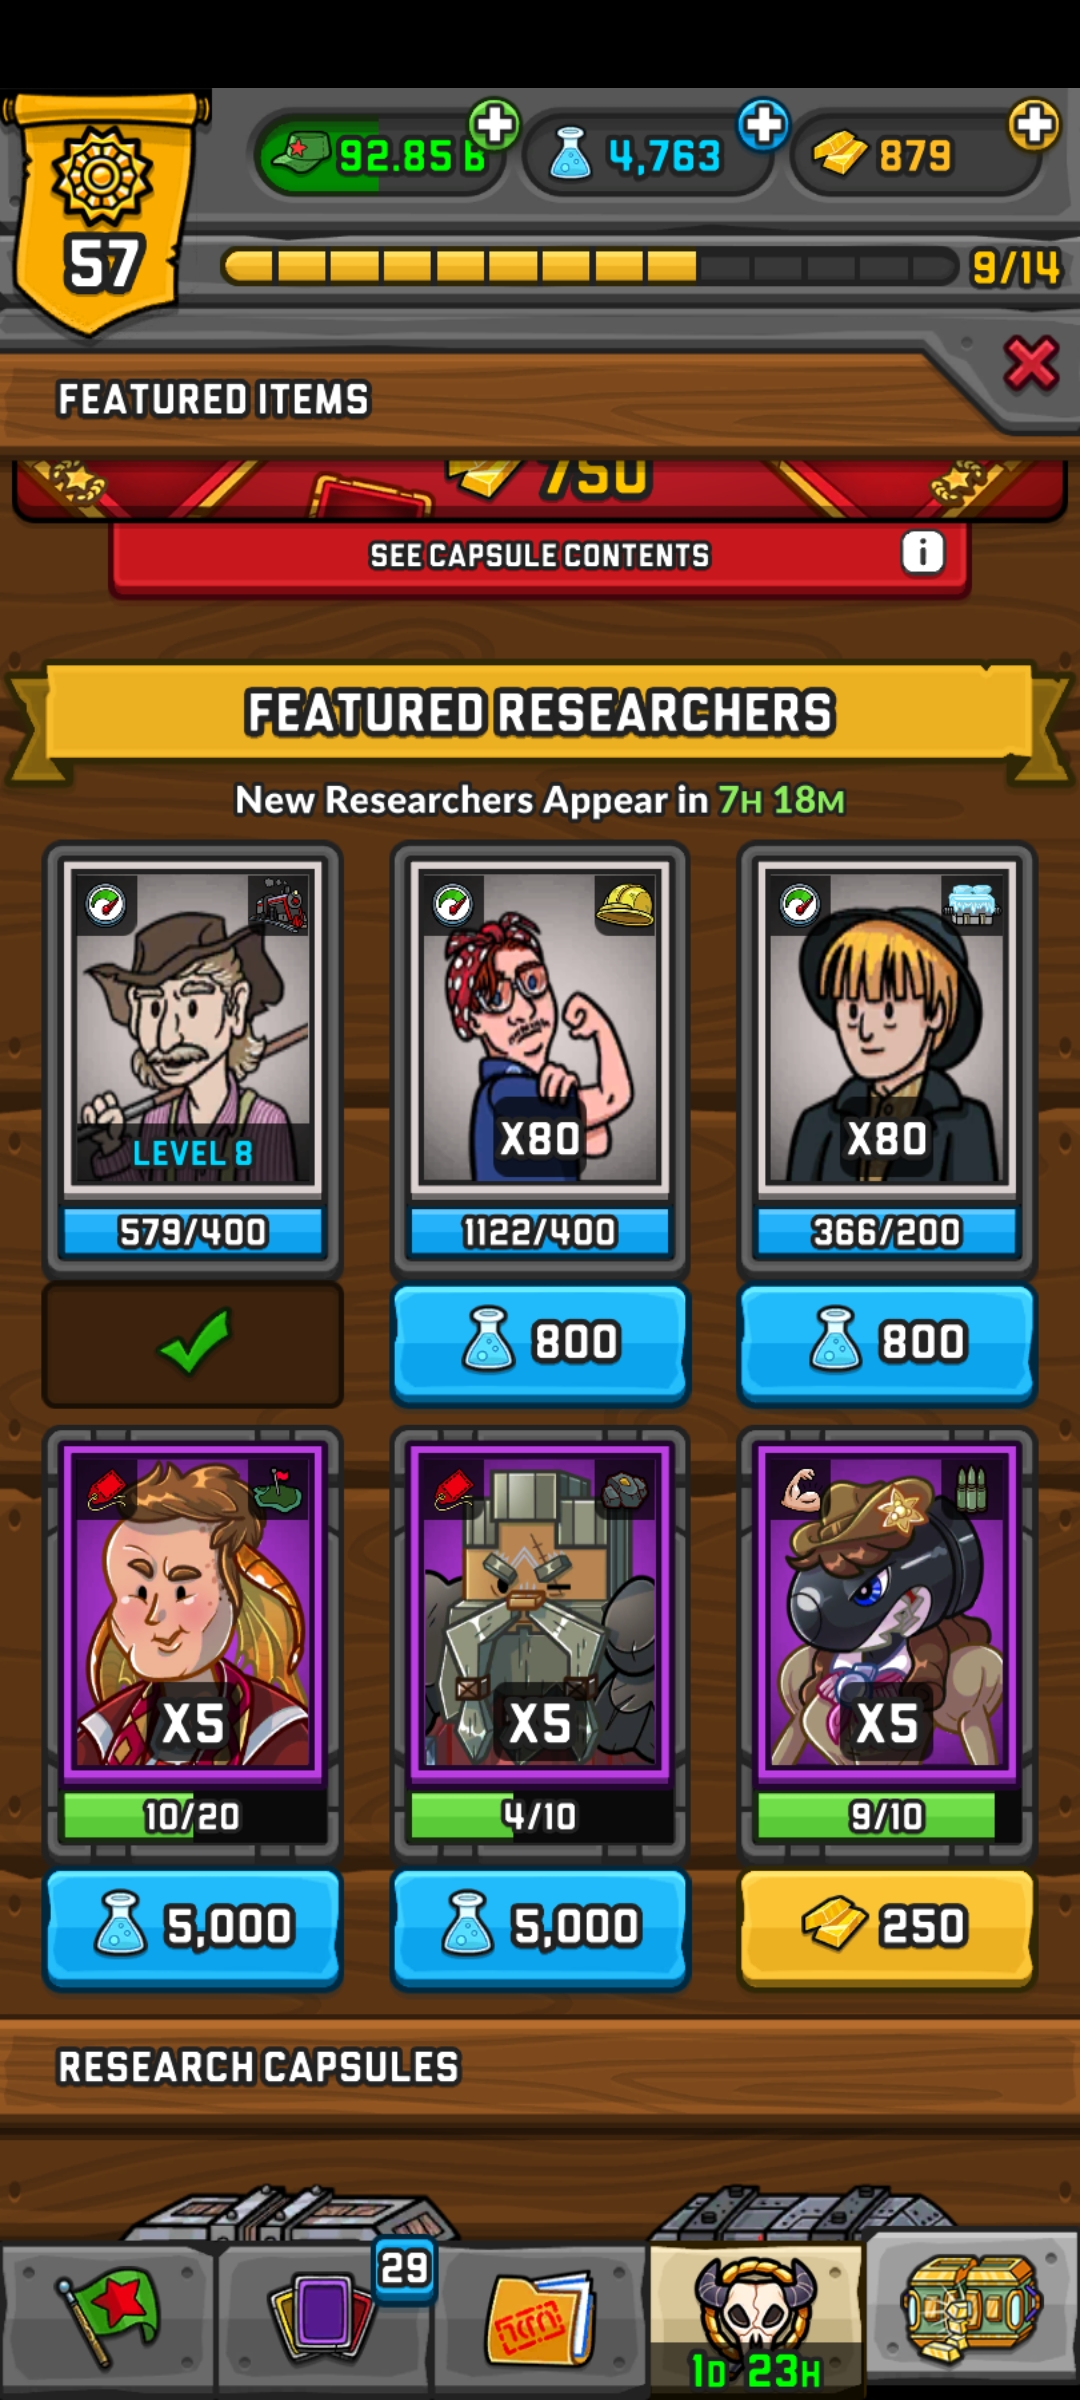 92.85 B
4,763
879
57
9/14
FEATURED ITEMS
750
SEE CAPSULE CONTENTS
i
FEATURED RESEARCHERS
New Researchers Appear in 7H 18M
LEVEL 8
X80
X80
579/400
1122/400
366/200
800
800
X5
X5
X5
10/20
4/10
9/10
5,000
5,000
250
RESEARCH CAPSULES
29
1D 23H